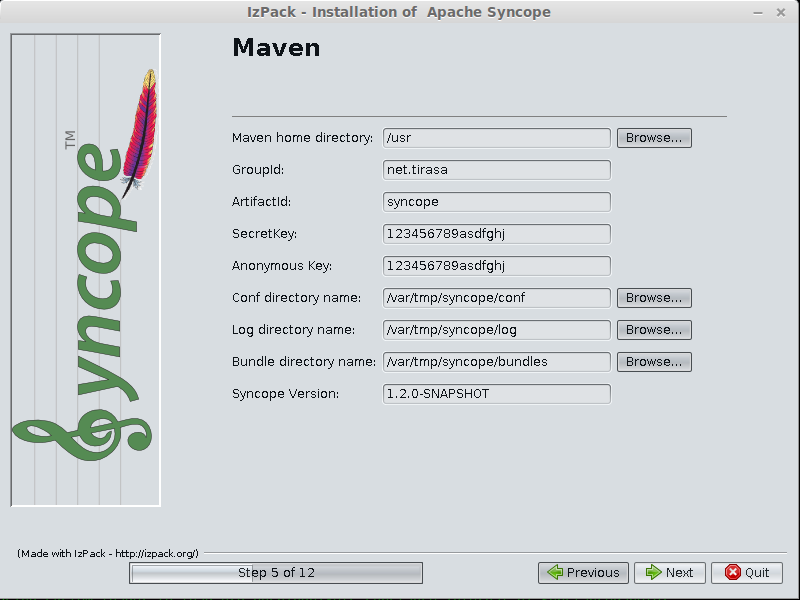 IzPack - Installation of  Apache Syncope
Maven
Syncope TM
Maven home directory: /usr Browse...
GroupId: net.tirasa
ArtifactId: syncope
SecretKey: 123456789asdfghj
Anonymous Key: 123456789asdfghj
Conf directory name: /var/tmp/syncope/conf Browse...
Log directory name: /var/tmp/syncope/log Browse...
Bundle directory name: /var/tmp/syncope/bundles Browse...
Syncope Version: 1.2.0-SNAPSHOT
(Made with IzPack - http://izpack.org/)
Step 5 of 12 Previous Next Quit